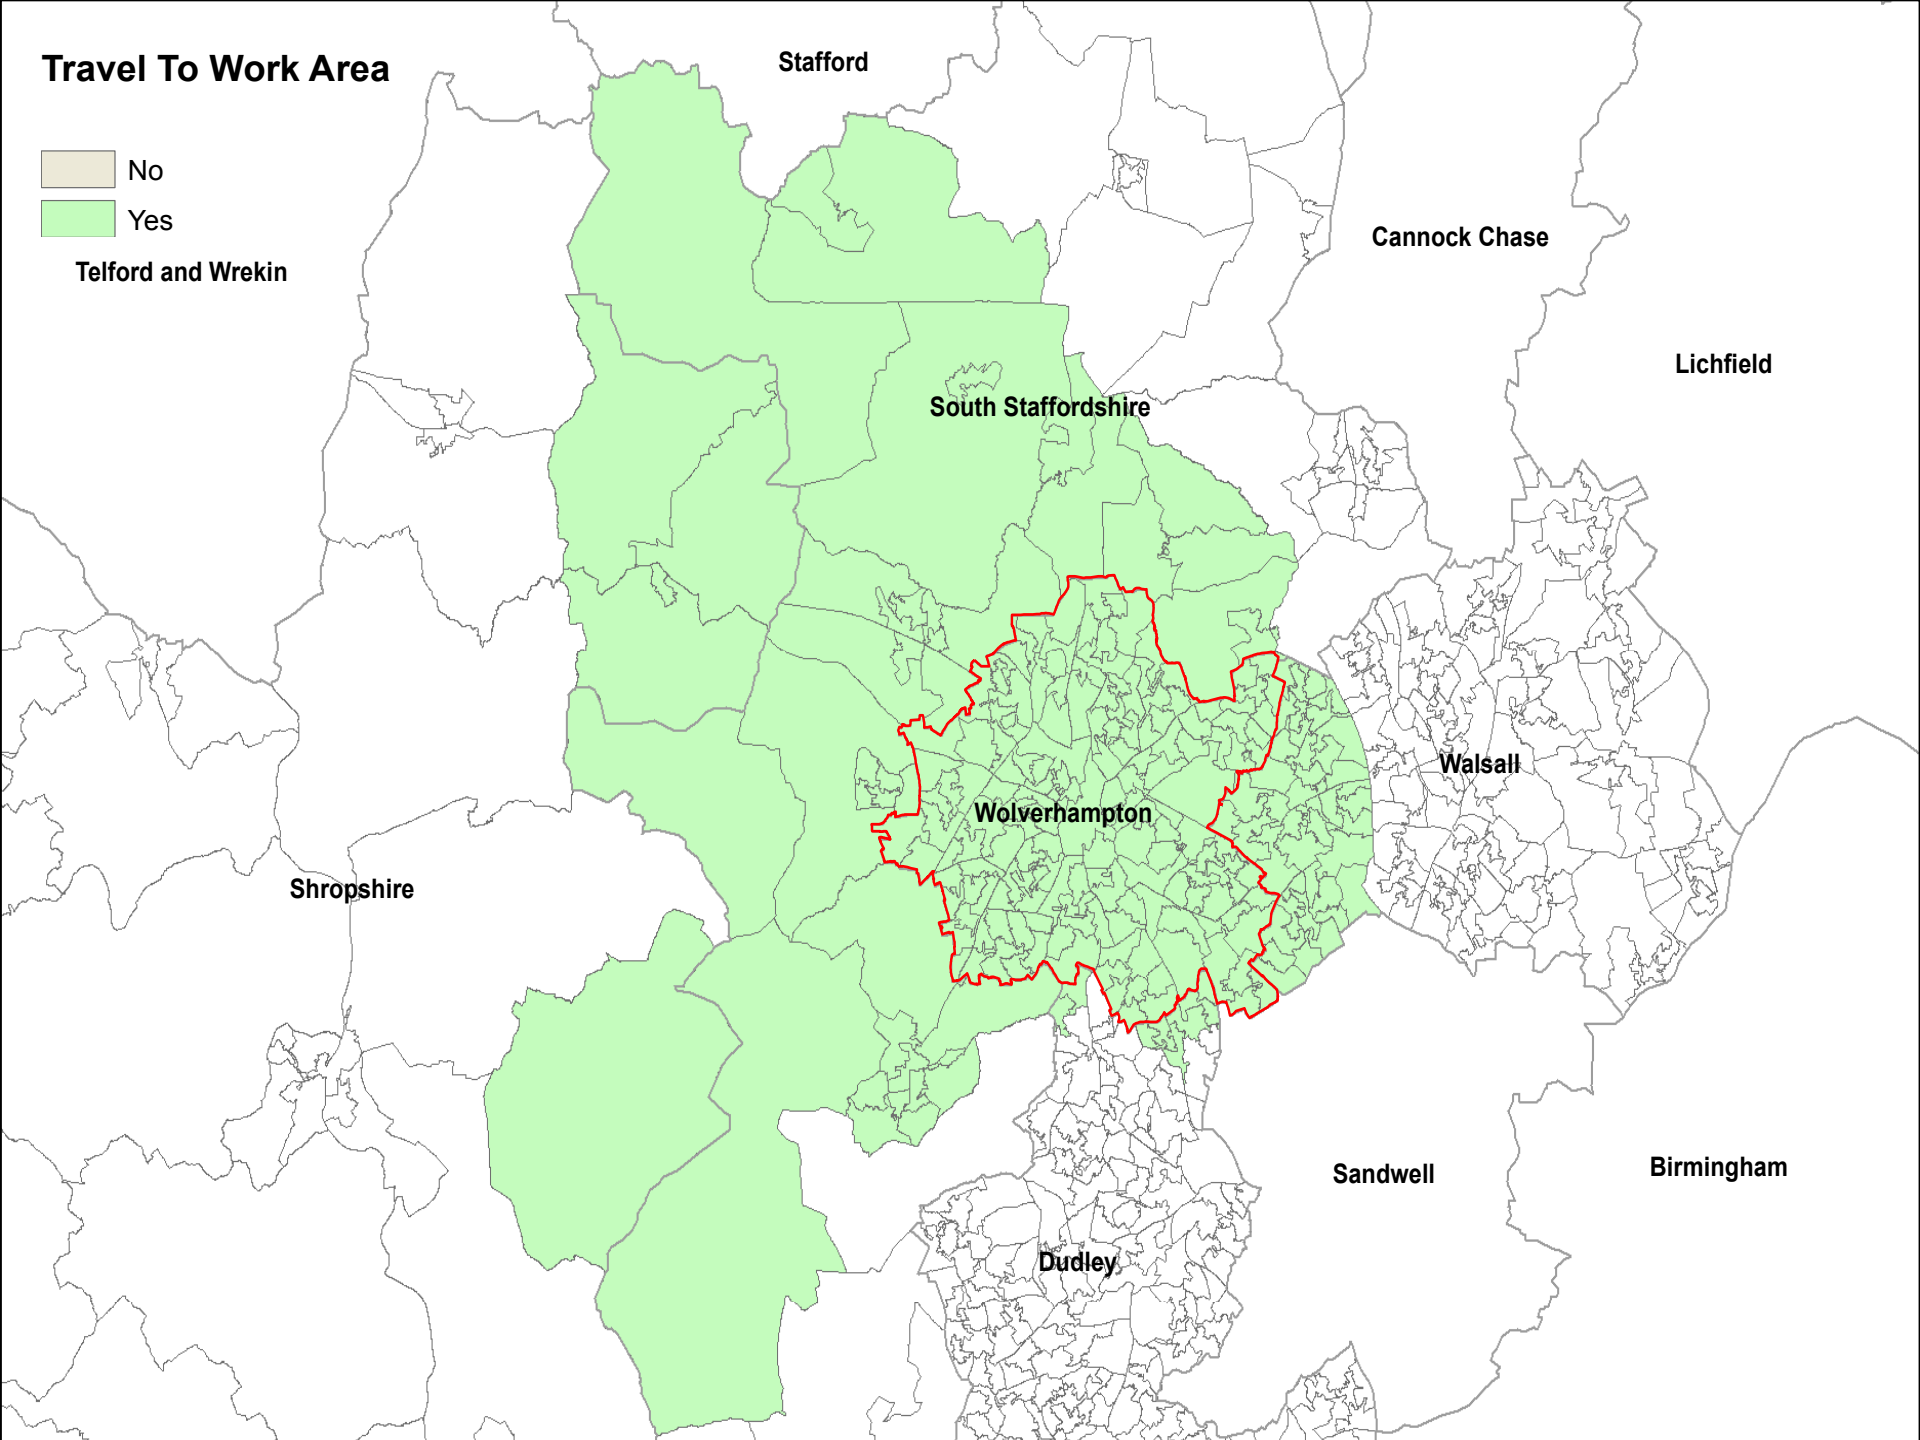 Travel To Work Area
No
Yes
Stafford
Telford and Wrekin
Cannock Chase
Lichfield
South Staffordshire
Walsall
Wolverhampton
Shropshire
Sandwell
Birmingham
Dudley